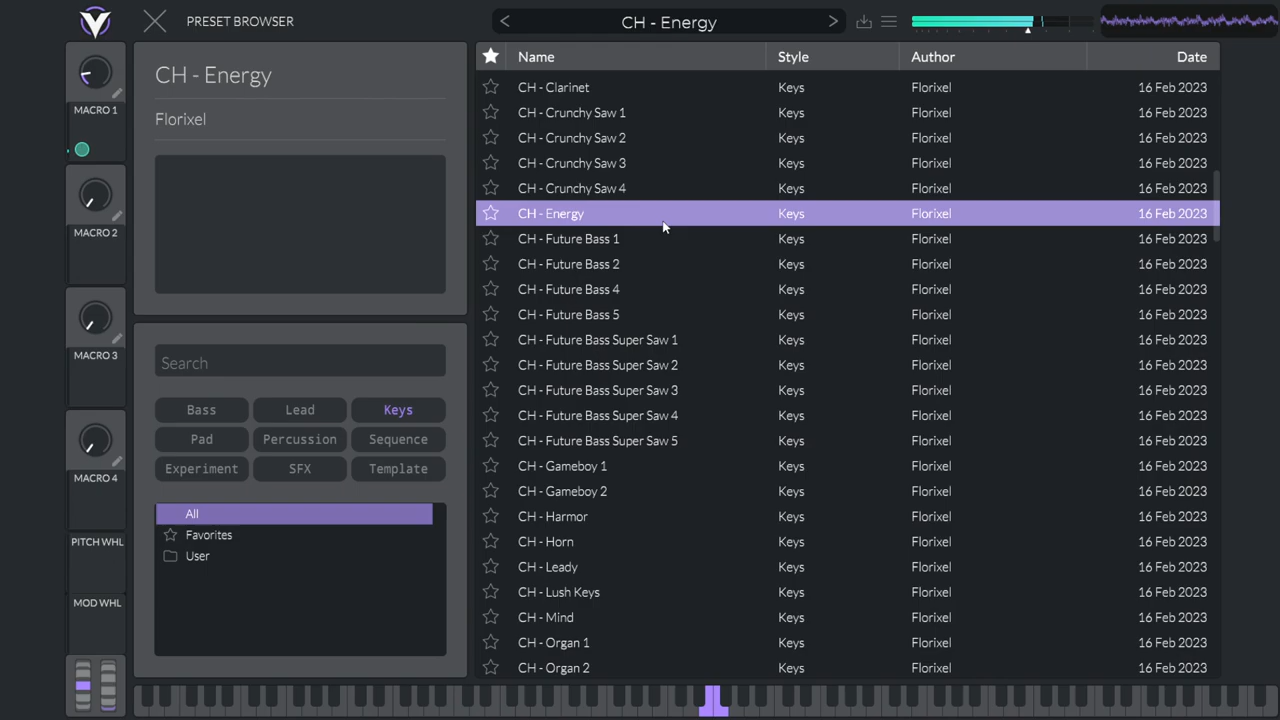 PRESET BROWSER
CH - Energy
MACRO 1
MACRO 2
MACRO 3
MACRO 4
PITCH WHL
MOD WHL
CH - Energy
Florixel
Search
Bass Lead Keys
Pad Percussion Sequence
Experiment SFX Template
All
Favorites
User
Name Style Author Date
CH - Clarinet Keys Florixel 16 Feb 2023
CH - Crunchy Saw 1 Keys Florixel 16 Feb 2023
CH - Crunchy Saw 2 Keys Florixel 16 Feb 2023
CH - Crunchy Saw 3 Keys Florixel 16 Feb 2023
CH - Crunchy Saw 4 Keys Florixel 16 Feb 2023
CH - Energy Keys Florixel 16 Feb 2023
CH - Future Bass 1 Keys Florixel 16 Feb 2023
CH - Future Bass 2 Keys Florixel 16 Feb 2023
CH - Future Bass 4 Keys Florixel 16 Feb 2023
CH - Future Bass 5 Keys Florixel 16 Feb 2023
CH - Future Bass Super Saw 1 Keys Florixel 16 Feb 2023
CH - Future Bass Super Saw 2 Keys Florixel 16 Feb 2023
CH - Future Bass Super Saw 3 Keys Florixel 16 Feb 2023
CH - Future Bass Super Saw 4 Keys Florixel 16 Feb 2023
CH - Future Bass Super Saw 5 Keys Florixel 16 Feb 2023
CH - Gameboy 1 Keys Florixel 16 Feb 2023
CH - Gameboy 2 Keys Florixel 16 Feb 2023
CH - Harmor Keys Florixel 16 Feb 2023
CH - Horn Keys Florixel 16 Feb 2023
CH - Leady Keys Florixel 16 Feb 2023
CH - Lush Keys Keys Florixel 16 Feb 2023
CH - Mind Keys Florixel 16 Feb 2023
CH - Organ 1 Keys Florixel 16 Feb 2023
CH - Organ 2 Keys Florixel 16 Feb 2023